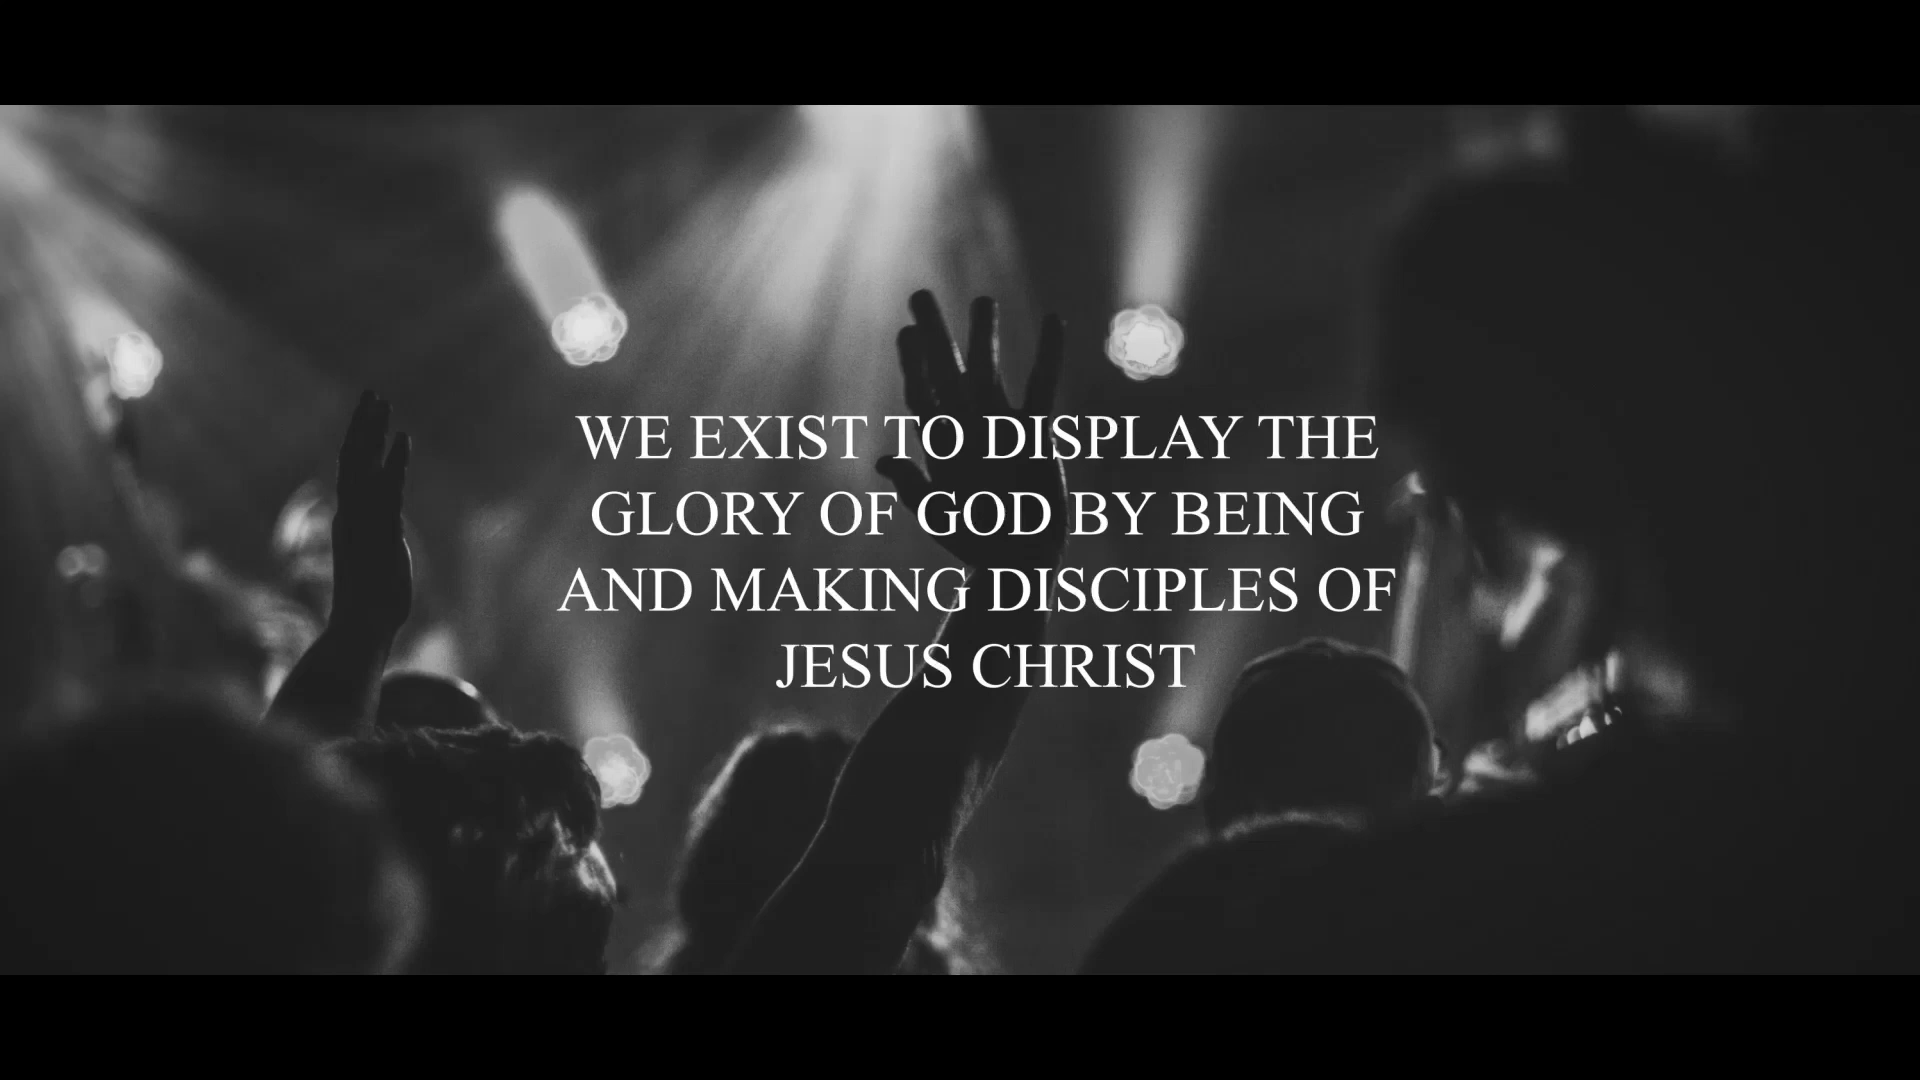 WE EXIST TO DISPLAY THE
GLORY OF GOD BY BEING
AND MAKING DISCIPLES OF
JESUS CHRIST